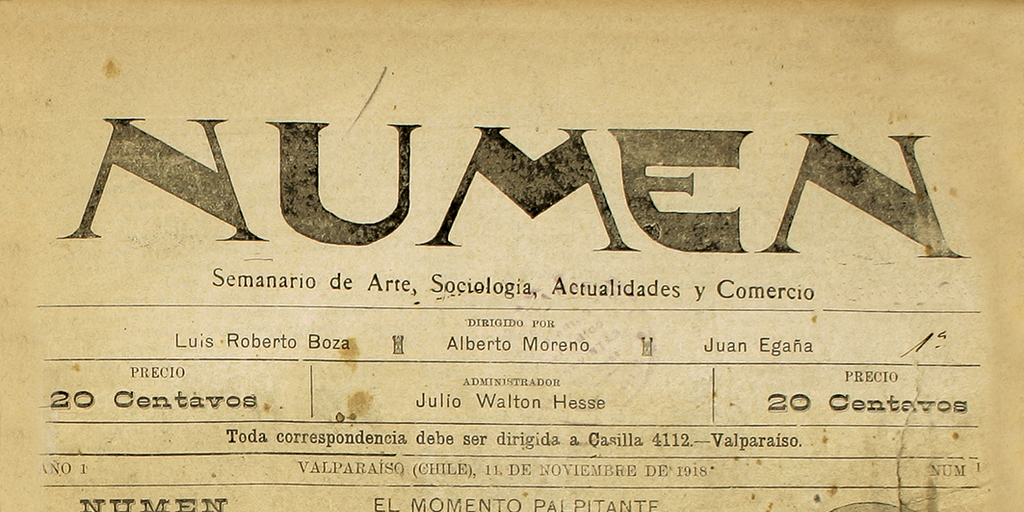 NUMEN
Semanario de Arte, Sociologia, Actualidades y Comercio
DIRIGIDO POR
Luis Roberto Boza Alberto Moreno Juan Egaña 1º
PRECIO ADMINISTRADOR PRECIO
20 Centavos Julio Walton Hesse 20 Centavos
Toda correspondencia debe ser dirigida a Casilla 4112.—Valparaíso.
AÑO 1 VALPARAÍSO (CHILE), 11 DE NOVIEMBRE DE 1918 NUM 1
NUMEN EL MOMENTO PALPITANTE